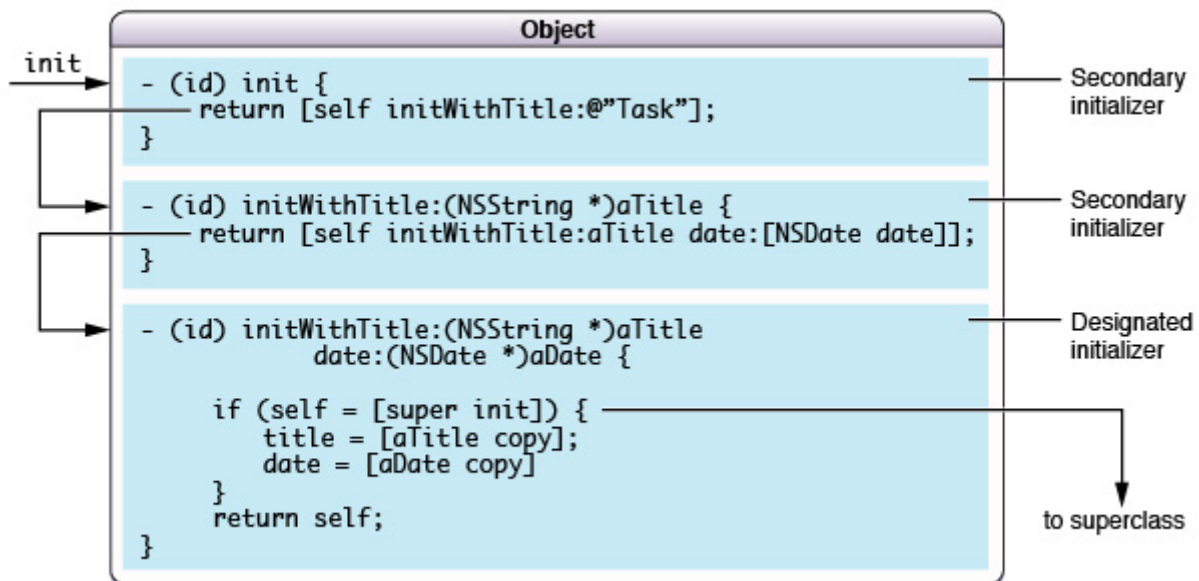 Object
init
- (id) init {
return [self initWithTitle:@”Task”];
}
Secondary
initializer
- (id) initWithTitle:(NSString *)aTitle {
return [self initWithTitle:aTitle date:[NSDate date]];
}
Secondary
initializer
- (id) initWithTitle:(NSString *)aTitle
date:(NSDate *)aDate {
if (self = [super init]) {
title = [aTitle copy];
date = [aDate copy]
}
return self;
}
Designated
initializer
to superclass